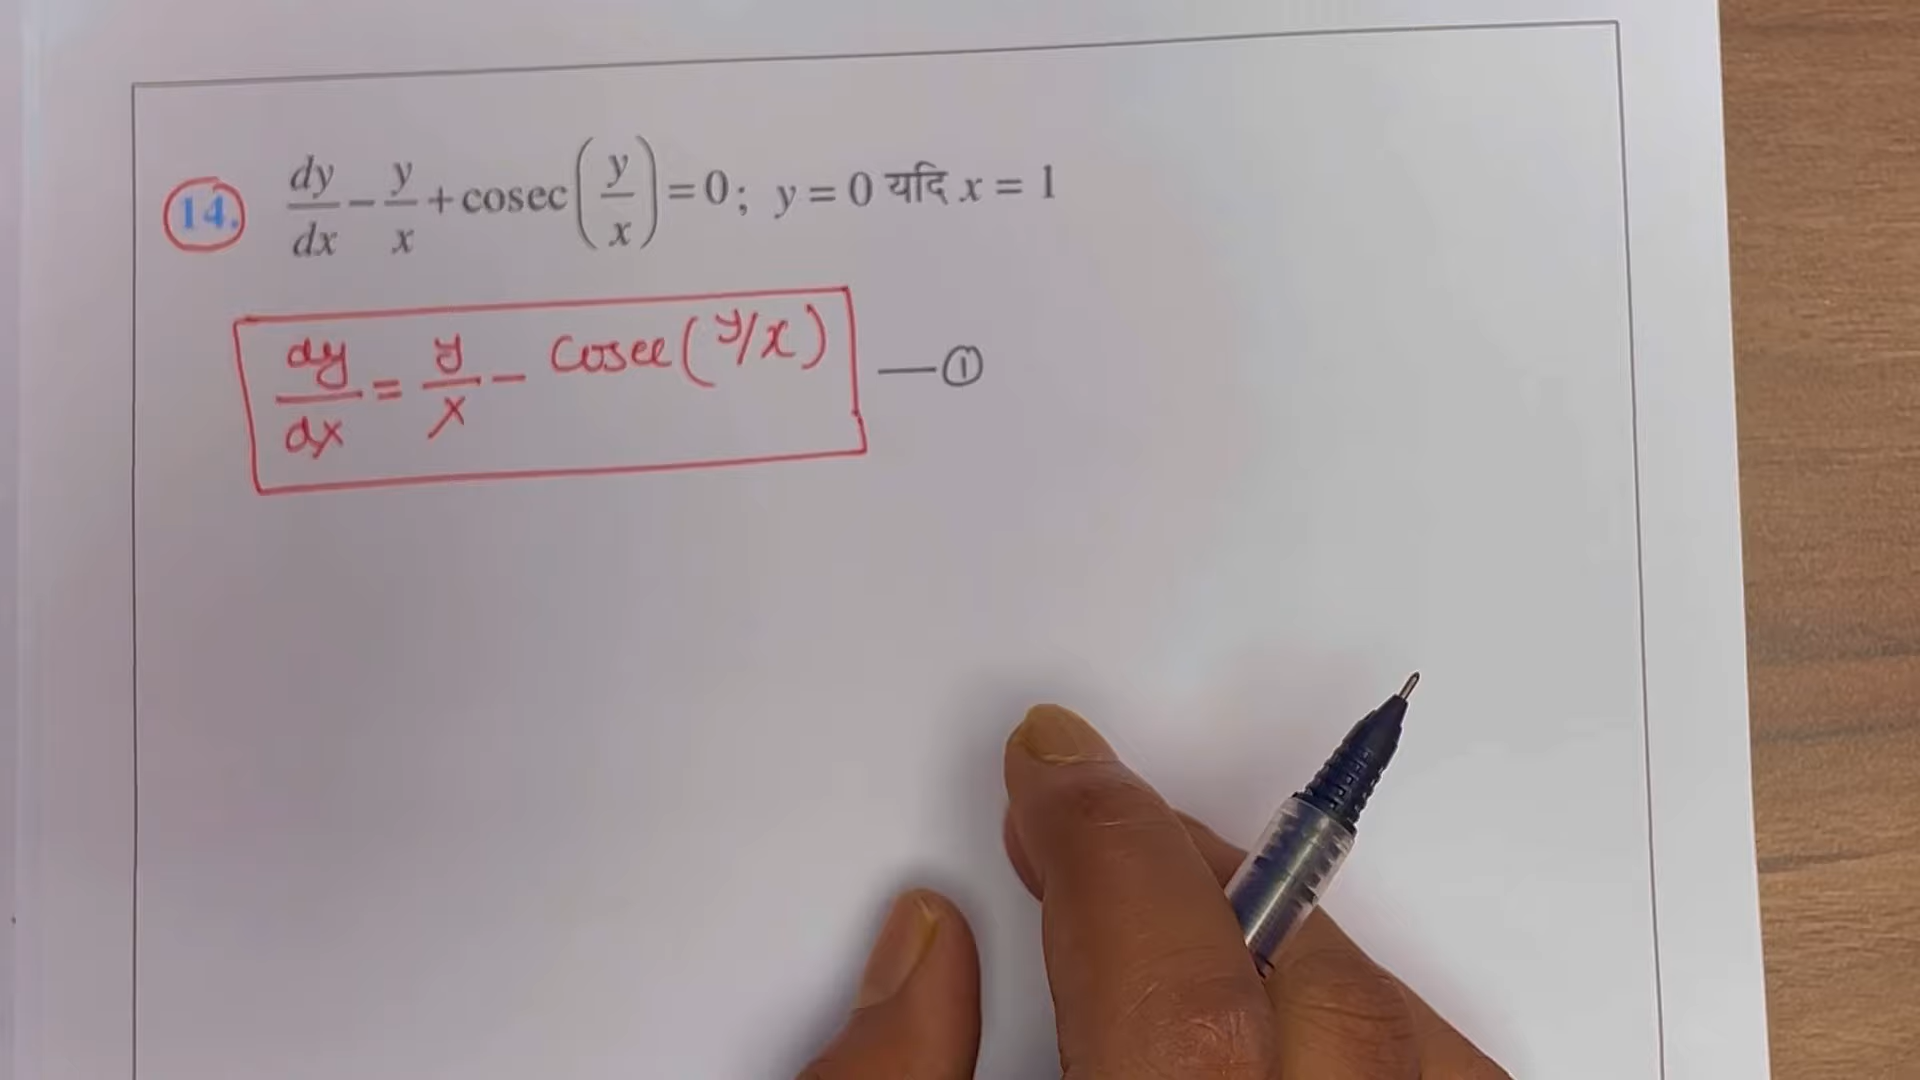 14. dy/dx - y/x + cosec(y/x) = 0; y = 0 यदि x = 1
dy/dx = y/x - cosec(y/x) —①